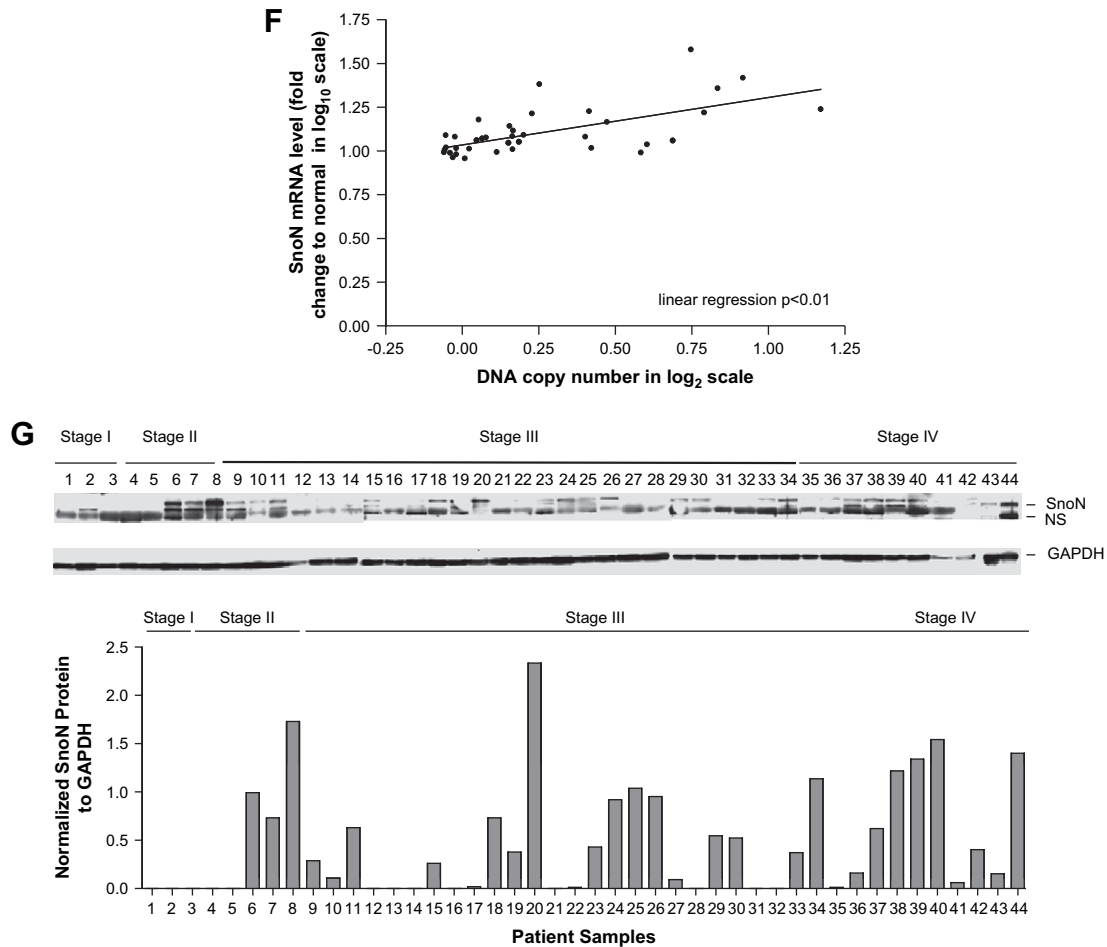 F
SnoN mRNA level (fold
change to normal in log10 scale)
1.75
1.50
1.25
1.00
0.75
0.50
0.25
0.00
linear regression p<0.01
-0.25 0.00 0.25 0.50 0.75 1.00 1.25
DNA copy number in log2 scale
G
Stage I Stage II Stage III Stage IV
1 2 3 4 5 6 7 8 9 10 11 12 13 14 15 16 17 18 19 20 21 22 23 24 25 26 27 28 29 30 31 32 33 34 35 36 37 38 39 40 41 42 43 44
– SnoN
– NS
– GAPDH
Stage I Stage II Stage III Stage IV
Normalized SnoN Protein
to GAPDH
2.5
2.0
1.5
1.0
0.5
0.0
1 2 3 4 5 6 7 8 9 10 11 12 13 14 15 16 17 18 19 20 21 22 23 24 25 26 27 28 29 30 31 32 33 34 35 36 37 38 39 40 41 42 43 44
Patient Samples